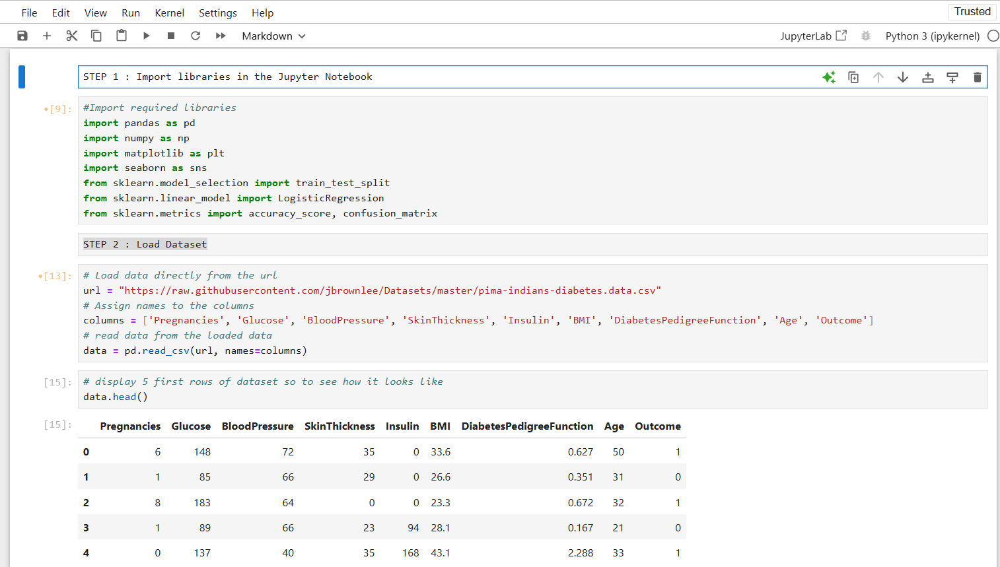 File Edit View Run Kernel Settings Help
Trusted
Markdown
JupyterLab
Python 3 (ipykernel)
STEP 1 : Import libraries in the Jupyter Notebook
•[9]:
#Import required libraries
import pandas as pd
import numpy as np
import matplotlib as plt
import seaborn as sns
from sklearn.model_selection import train_test_split
from sklearn.linear_model import LogisticRegression
from sklearn.metrics import accuracy_score, confusion_matrix
STEP 2 : Load Dataset
•[13]:
# Load data directly from the url
url = "https://raw.githubusercontent.com/jbrownlee/Datasets/master/pima-indians-diabetes.data.csv"
# Assign names to the columns
columns = ['Pregnancies', 'Glucose', 'BloodPressure', 'SkinThickness', 'Insulin', 'BMI', 'DiabetesPedigreeFunction', 'Age', 'Outcome']
# read data from the loaded data
data = pd.read_csv(url, names=columns)
[15]:
# display 5 first rows of dataset so to see how it looks like
data.head()
[15]:
Pregnancies Glucose BloodPressure SkinThickness Insulin BMI DiabetesPedigreeFunction Age Outcome
0 6 148 72 35 0 33.6 0.627 50 1
1 1 85 66 29 0 26.6 0.351 31 0
2 8 183 64 0 0 23.3 0.672 32 1
3 1 89 66 23 94 28.1 0.167 21 0
4 0 137 40 35 168 43.1 2.288 33 1